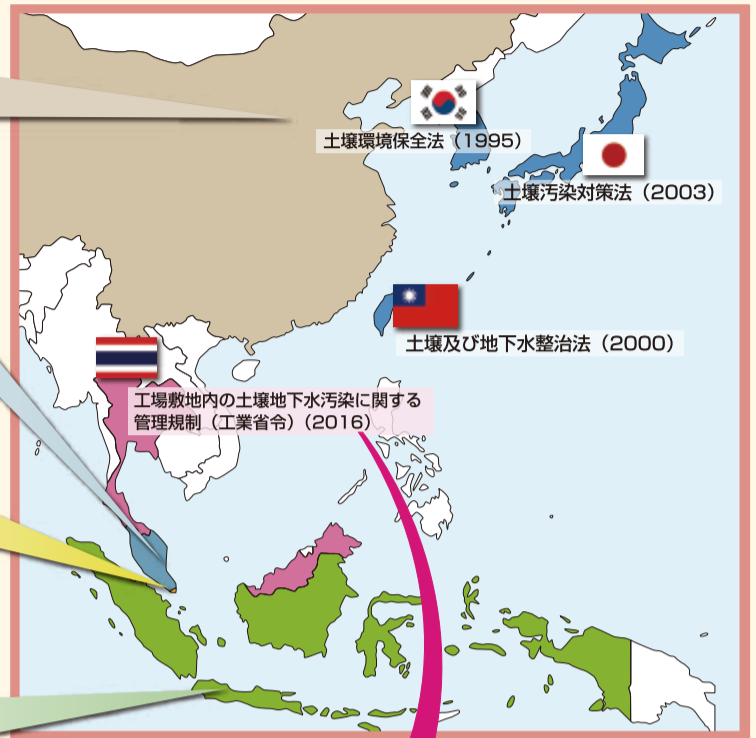 土壌環境保全法（1995）
土壌汚染対策法（2003）
土壌及び地下水整治法（2000）
工場敷地内の土壌地下水汚染に関する
管理規制（工業省令）（2016）